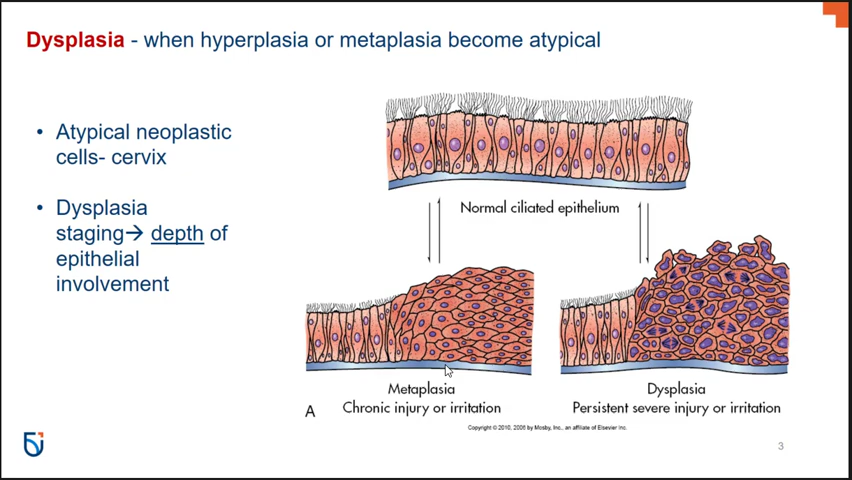 Dysplasia - when hyperplasia or metaplasia become atypical
• Atypical neoplastic
cells- cervix
• Dysplasia
staging→ depth of
epithelial
involvement
Normal ciliated epithelium
Metaplasia
Chronic injury or irritation
Dysplasia
Persistent severe injury or irritation
A
Copyright © 2010, 2006 by Mosby, Inc., an affiliate of Elsevier Inc.
3